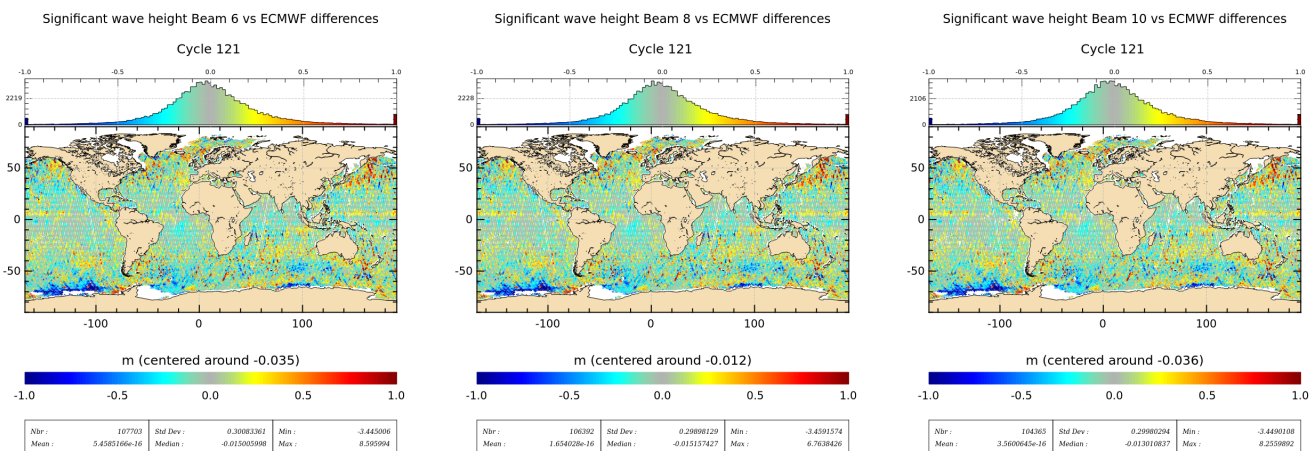 Significant wave height Beam 6 vs ECMWF differences
Cycle 121
-1.0 -0.5 0.0 0.5 1.0
2219
50
0
-50
-100 0 100
m (centered around -0.035)
-1.0 -0.5 0.0 0.5 1.0
Nbr : 107703 Std Dev : 0.30083361 Min : -3.445006
Mean : 5.4585166e-16 Median : -0.015005998 Max : 8.595994
Significant wave height Beam 8 vs ECMWF differences
Cycle 121
-1.0 -0.5 0.0 0.5 1.0
2228
50
0
-50
-100 0 100
m (centered around -0.012)
-1.0 -0.5 0.0 0.5 1.0
Nbr : 106392 Std Dev : 0.29898129 Min : -3.4591574
Mean : 1.654028e-16 Median : -0.015157427 Max : 6.7638426
Significant wave height Beam 10 vs ECMWF differences
Cycle 121
-1.0 -0.5 0.0 0.5 1.0
2106
50
0
-50
-100 0 100
m (centered around -0.036)
-1.0 -0.5 0.0 0.5 1.0
Nbr : 104365 Std Dev : 0.29980294 Min : -3.4490108
Mean : 3.5600645e-16 Median : -0.013010837 Max : 8.2559892